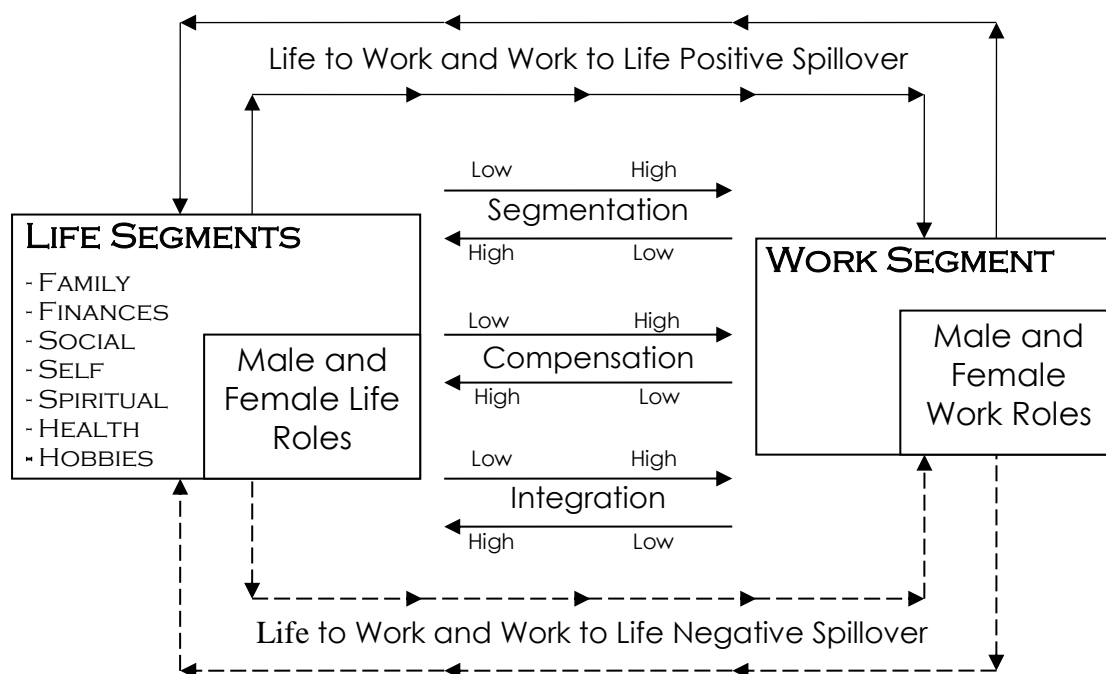 Life to Work and Work to Life Positive Spillover
Low High
Segmentation
High Low
LIFE SEGMENTS
- FAMILY
- FINANCES
- SOCIAL
- SELF
- SPIRITUAL
- HEALTH
- HOBBIES
Male and
Female Life
Roles
Low High
Compensation
High Low
Low High
Integration
High Low
WORK SEGMENT
Male and
Female
Work Roles
Life to Work and Work to Life Negative Spillover